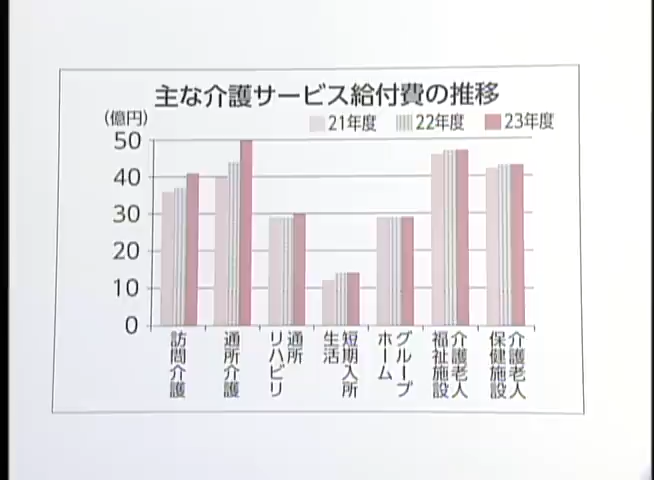 主な介護サービス給付費の推移
(億円)
21年度 22年度 23年度
50
40
30
20
10
0
訪問介護
通所介護
通所
リハビリ
短期入所
生活
グループ
ホーム
介護老人
福祉施設
介護老人
保健施設